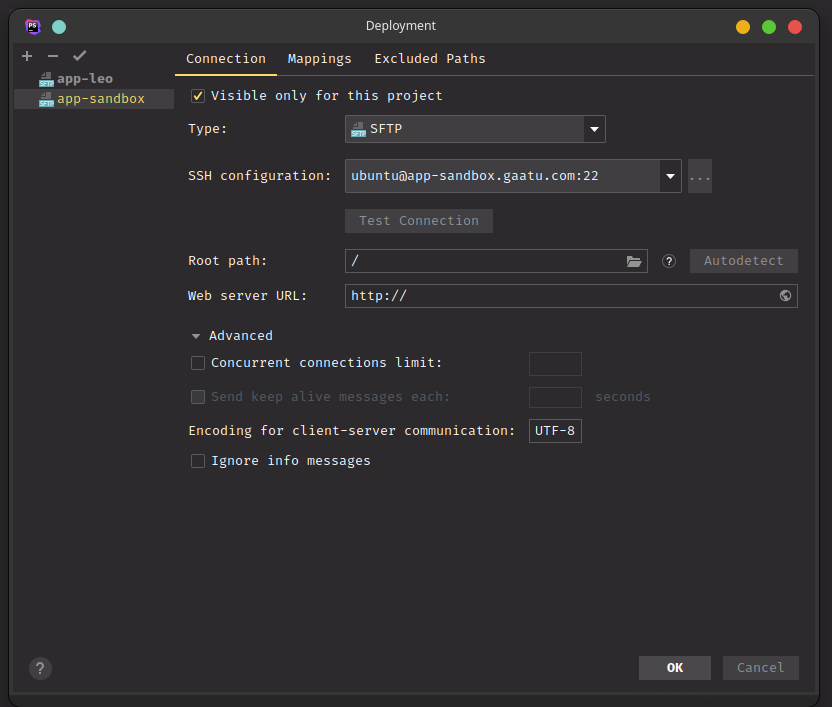 PS
Deployment
app-leo
app-sandbox
Connection Mappings Excluded Paths
Visible only for this project
Type: SFTP
SSH configuration: ubuntu@app-sandbox.gaatu.com:22 ...
Test Connection
Root path: / ? Autodetect
Web server URL: http://
Advanced
Concurrent connections limit:
Send keep alive messages each: seconds
Encoding for client-server communication: UTF-8
Ignore info messages
? OK Cancel